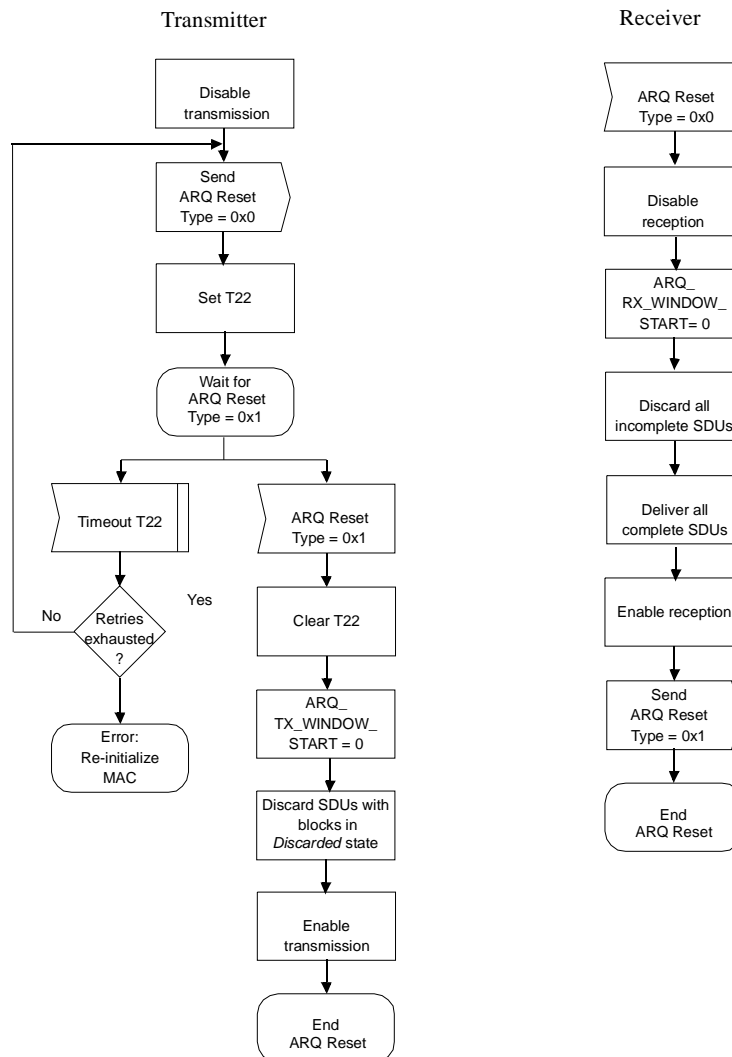 Transmitter
Disable
transmission
Send
ARQ Reset
Type = 0x0
Set T22
Wait for
ARQ Reset
Type = 0x1
Timeout T22
No
Retries
exhausted
?
Yes
Error:
Re-initialize
MAC
ARQ Reset
Type = 0x1
Clear T22
ARQ_
TX_WINDOW_
START = 0
Discard SDUs with
blocks in
Discarded state
Enable
transmission
End
ARQ Reset
Receiver
ARQ Reset
Type = 0x0
Disable
reception
ARQ_
RX_WINDOW_
START= 0
Discard all
incomplete SDUs
Deliver all
complete SDUs
Enable reception
Send
ARQ Reset
Type = 0x1
End
ARQ Reset